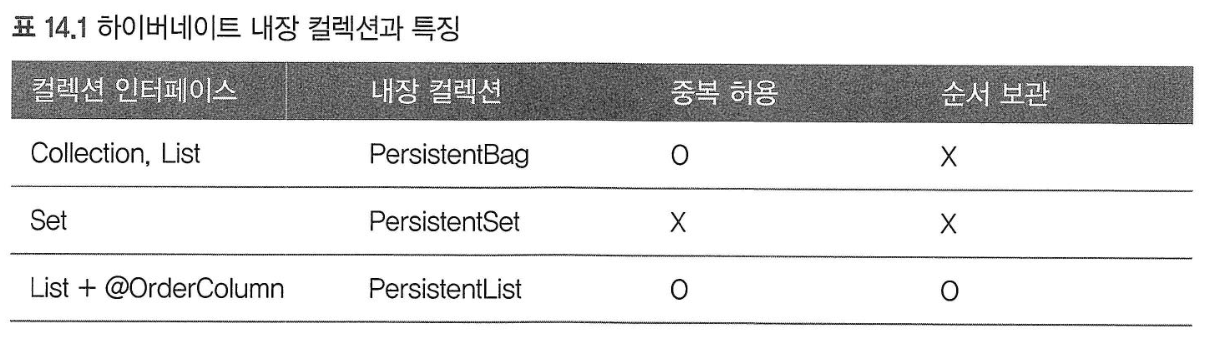 표 14.1 하이버네이트 내장 컬렉션과 특징
컬렉션 인터페이스 내장 컬렉션 중복 허용 순서 보관
Collection, List PersistentBag O X
Set PersistentSet X X
List + @OrderColumn PersistentList O O